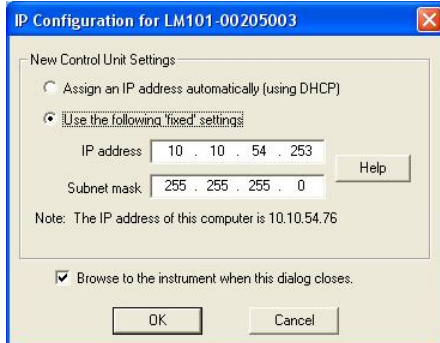 IP Configuration for LM101-00205003
New Control Unit Settings
Assign an IP address automatically (using DHCP)
Use the following 'fixed' settings
IP address 10 . 10 . 54 . 253
Help
Subnet mask 255 . 255 . 255 . 0
Note: The IP address of this computer is 10.10.54.76
Browse to the instrument when this dialog closes.
OK Cancel